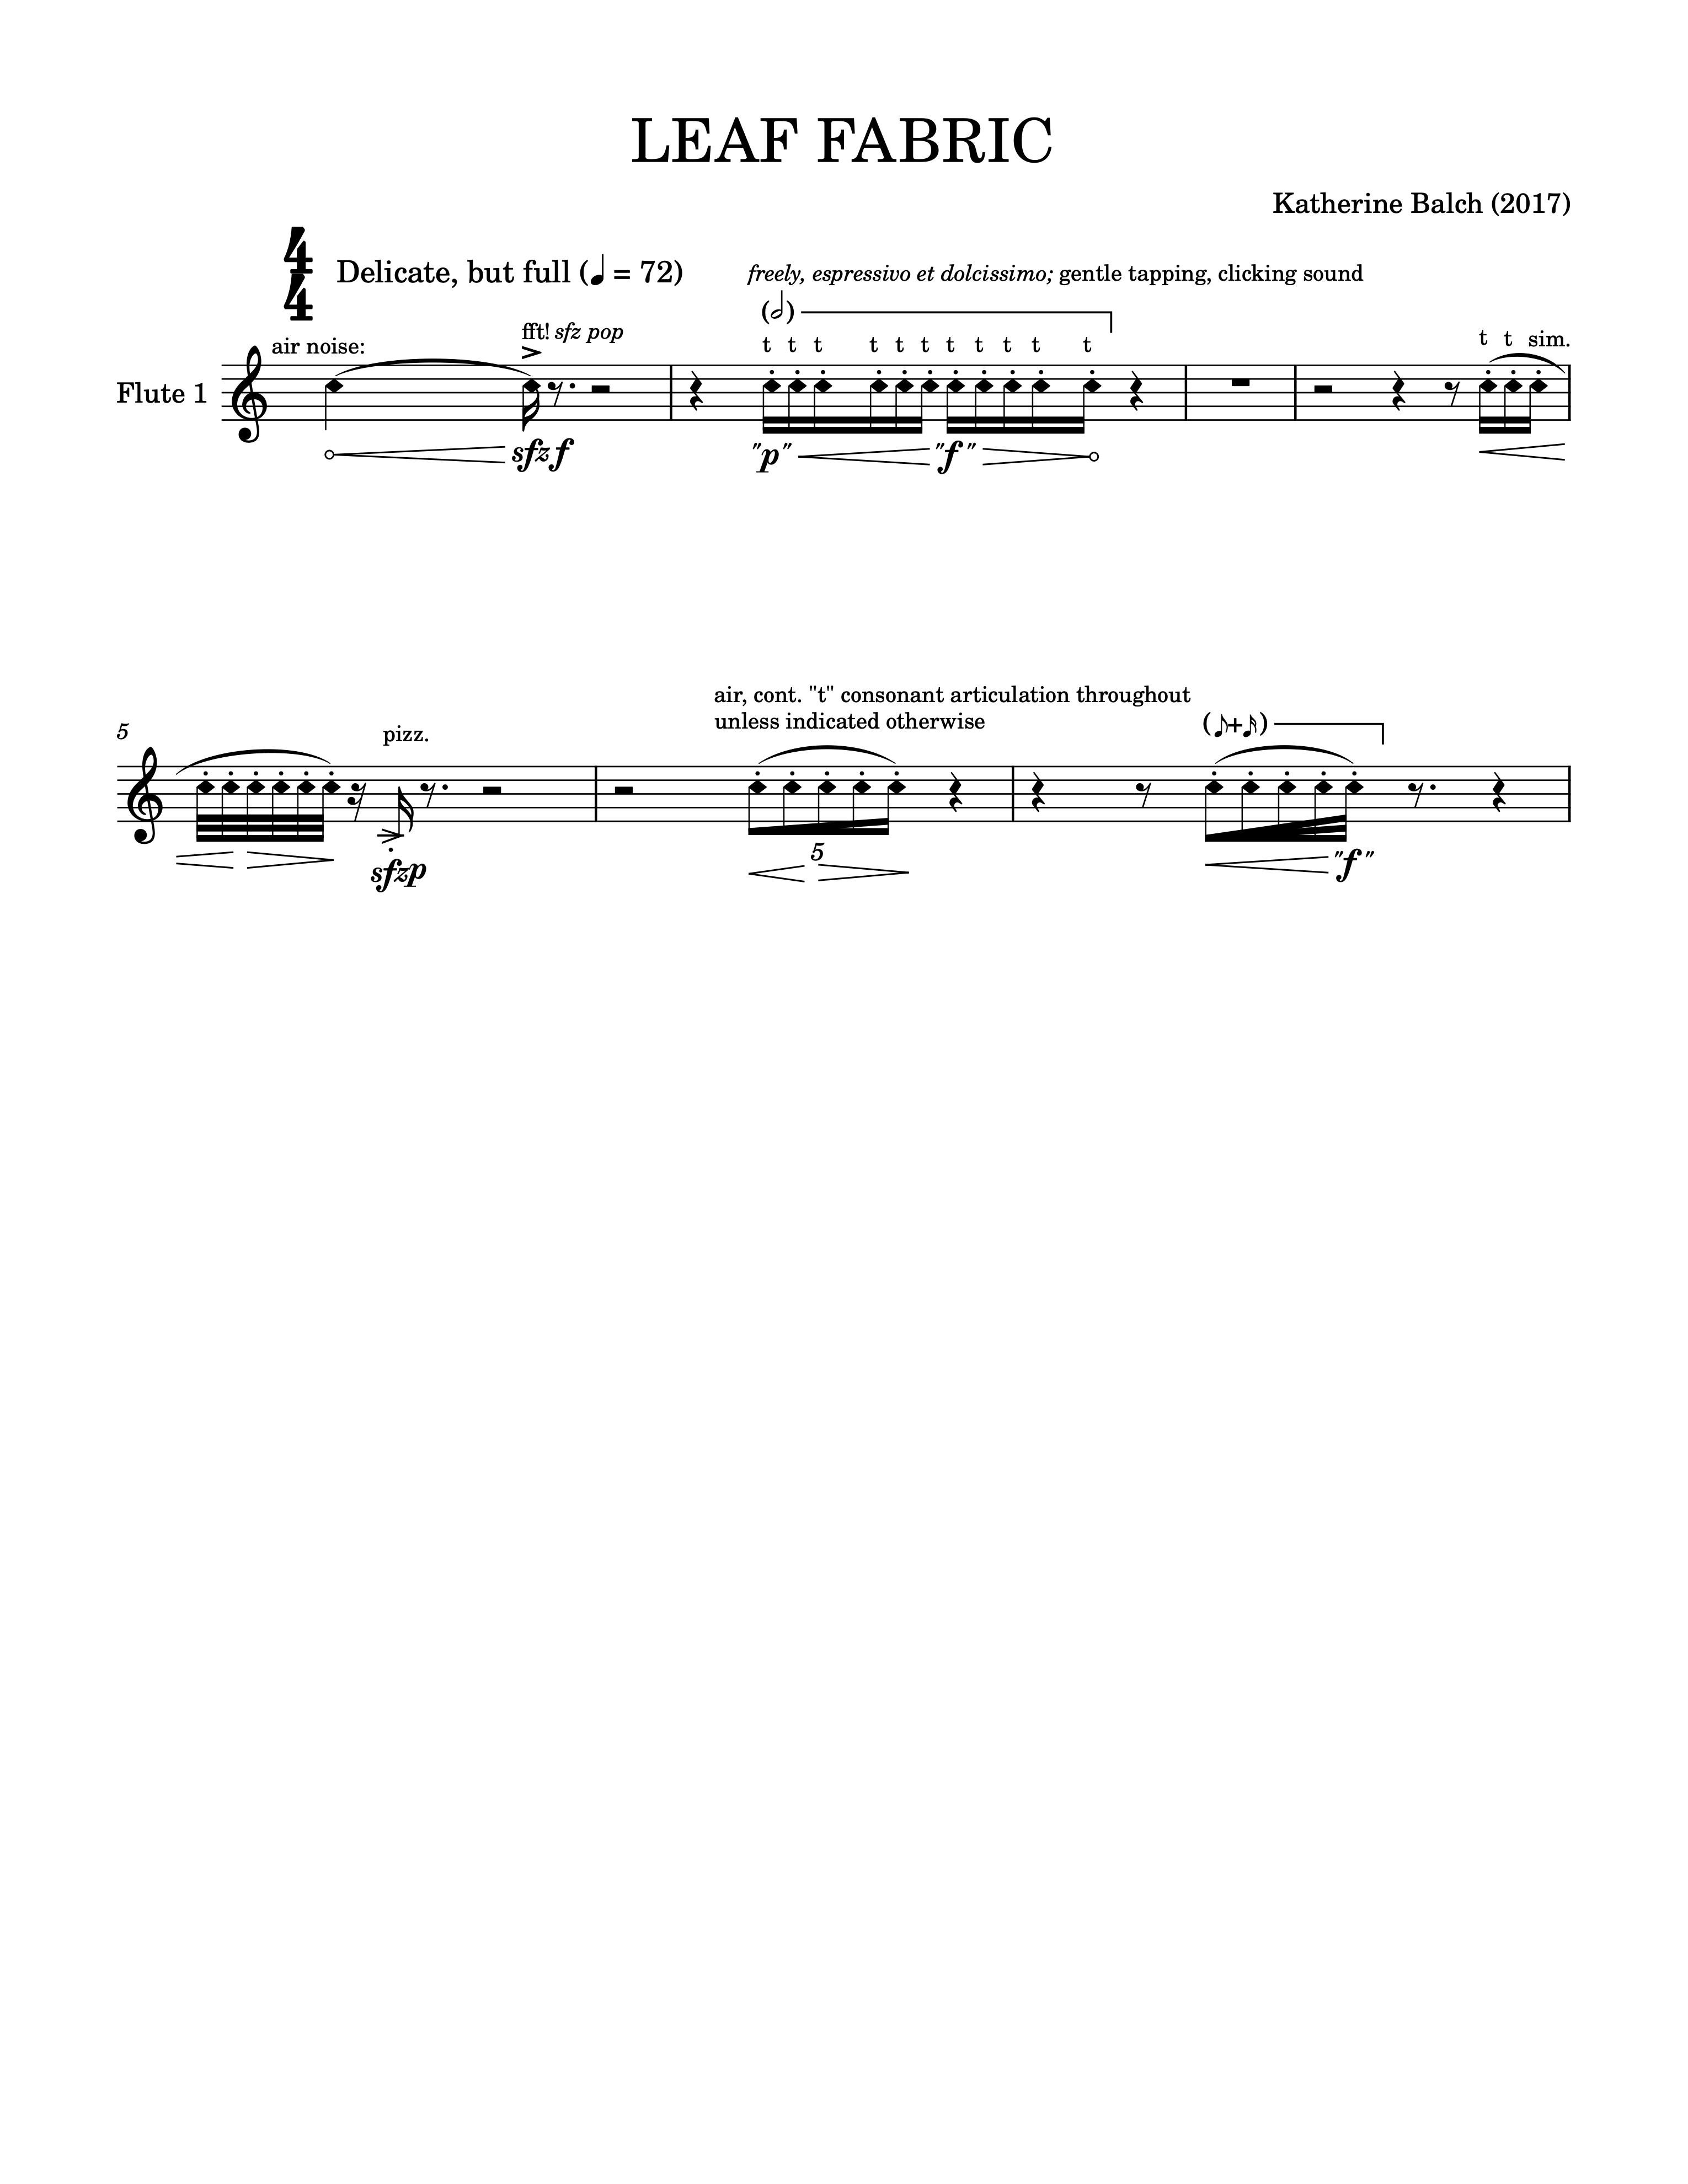 LEAF FABRIC
Katherine Balch (2017)
4
4
Delicate, but full (♩ = 72)
freely, espressivo et dolcissimo; gentle tapping, clicking sound
air noise:
fft! sfz pop
t t t t t t t t t t t
t t sim.
Flute 1
sfz f
"p" "f"
air, cont. "t" consonant articulation throughout
unless indicated otherwise
5
pizz.
sfzp
5
"f"